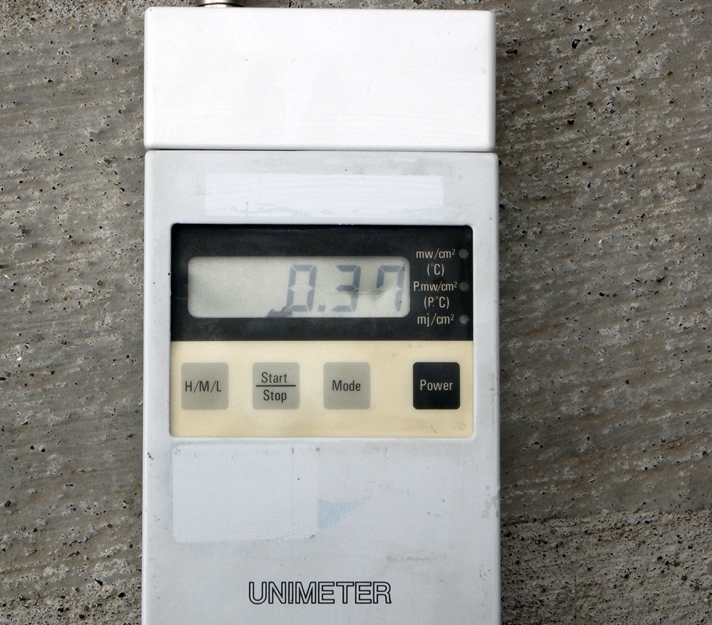 mw/cm²
(°C)
0.37
P.mw/cm²
(P.°C)
mj/cm²
H/M/L
Start
Stop
Mode
Power
UNIMETER